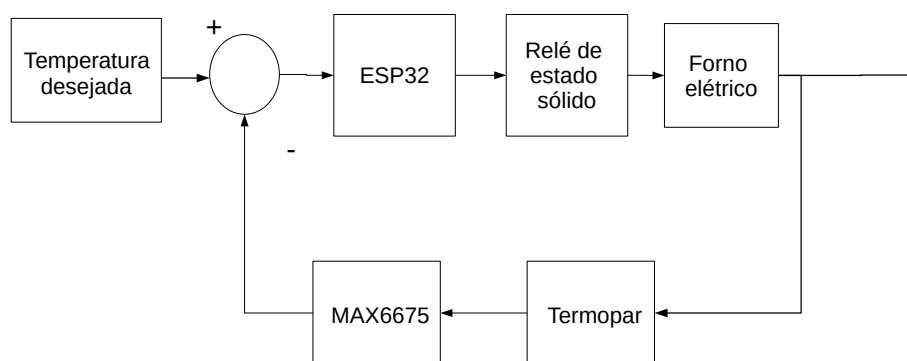 +
Temperatura
desejada
ESP32
Relé de
estado
sólido
Forno
elétrico
-
MAX6675
Termopar